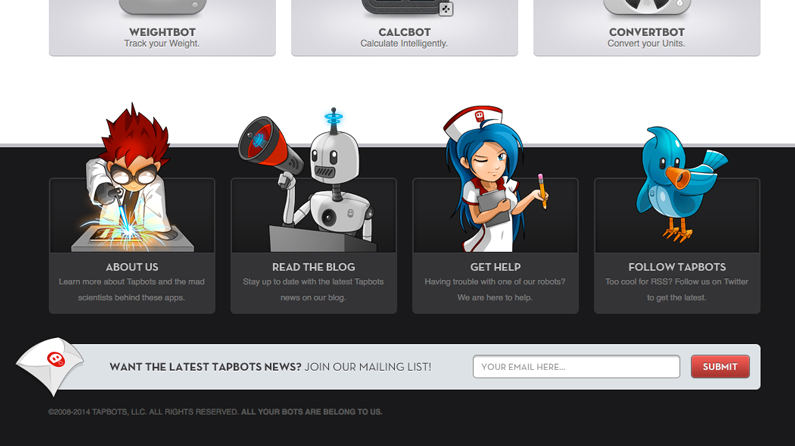 WEIGHTBOT
Track your Weight.
CALCBOT
Calculate Intelligently.
CONVERTBOT
Convert your Units.
ABOUT US
Learn more about Tapbots and the mad
scientists behind these apps.
READ THE BLOG
Stay up to date with the latest Tapbots
news on our blog.
GET HELP
Having trouble with one of our robots?
We are here to help.
FOLLOW TAPBOTS
Too cool for RSS? Follow us on Twitter
to get the latest.
WANT THE LATEST TAPBOTS NEWS? JOIN OUR MAILING LIST!
YOUR EMAIL HERE...
SUBMIT
©2008-2014 TAPBOTS, LLC. ALL RIGHTS RESERVED. ALL YOUR BOTS ARE BELONG TO US.